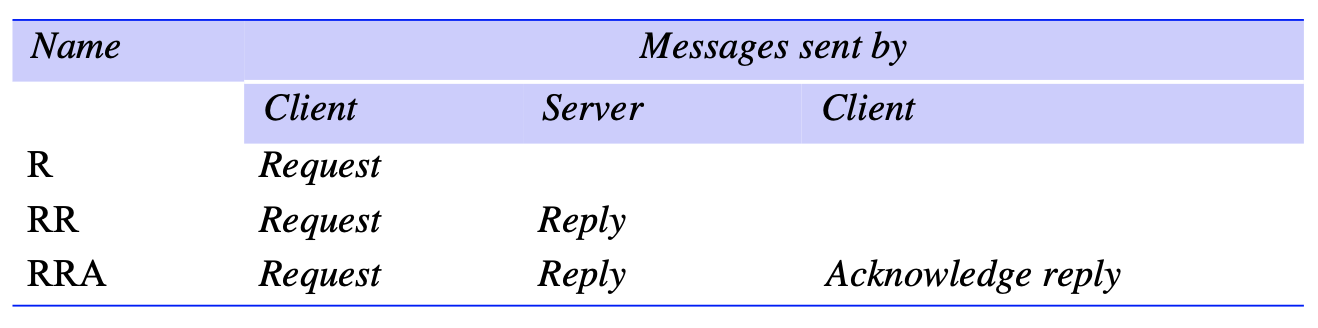 Name Messages sent by
Client Server Client
R Request
RR Request Reply
RRA Request Reply Acknowledge reply